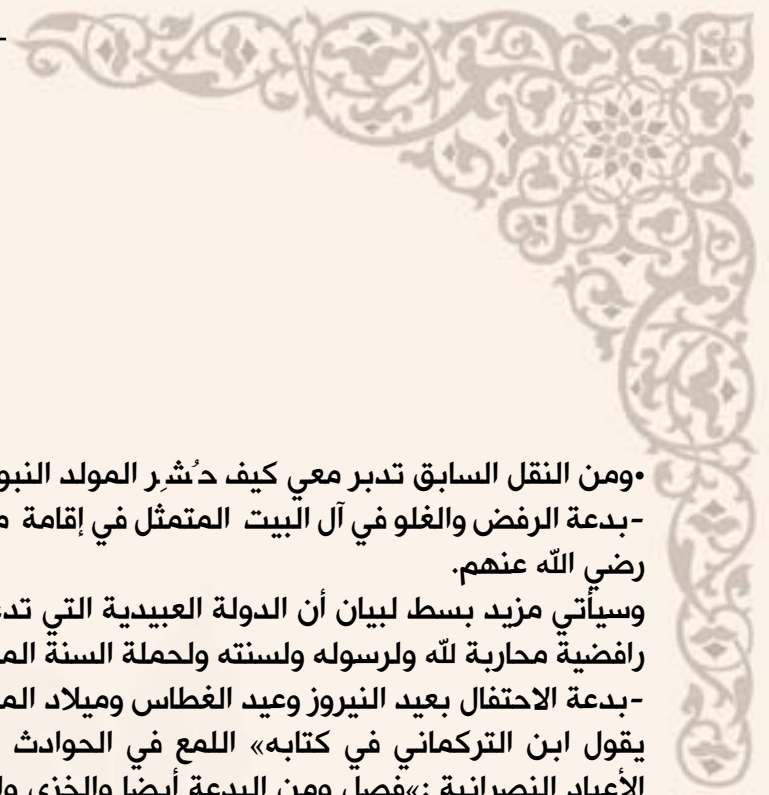 •ومن النقل السابق تدبر معي كيف حُشِر المولد النبو
-بدعة الرفض والغلو في آل البيت المتمثل في إقامة
رضي الله عنهم.
وسيأتي مزيد بسط لبيان أن الدولة العبيدية التي
رافضية محاربة لله ولرسوله ولسنته ولحملة السنة
-بدعة الاحتفال بعيد النيروز وعيد الغطاس وميلاد
يقول ابن التركماني في كتابه» اللمع في الحوادث
الأعياد النصرانية :»فصل ومن البدعة أيضا والخزي